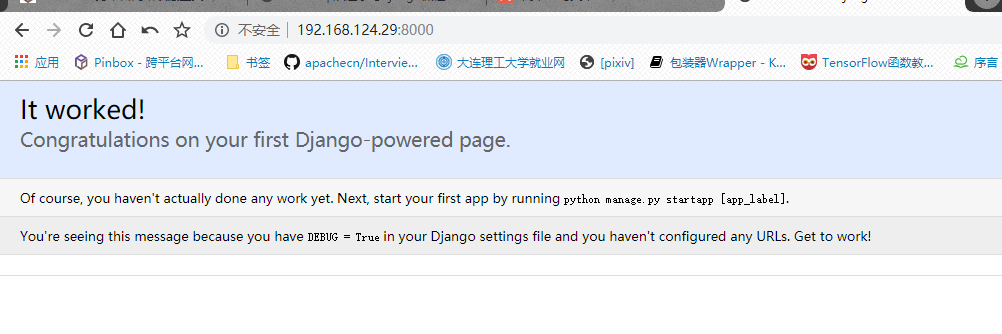 不安全 192.168.124.29:8000
应用 Pinbox - 跨平台网... 书签 apachecn/Intervie... 大连理工大学就业网 [pixiv] 包装器Wrapper - K... TensorFlow函数教... 序言
It worked!
Congratulations on your first Django-powered page.
Of course, you haven't actually done any work yet. Next, start your first app by running python manage.py startapp [app_label].
You're seeing this message because you have DEBUG = True in your Django settings file and you haven't configured any URLs. Get to work!